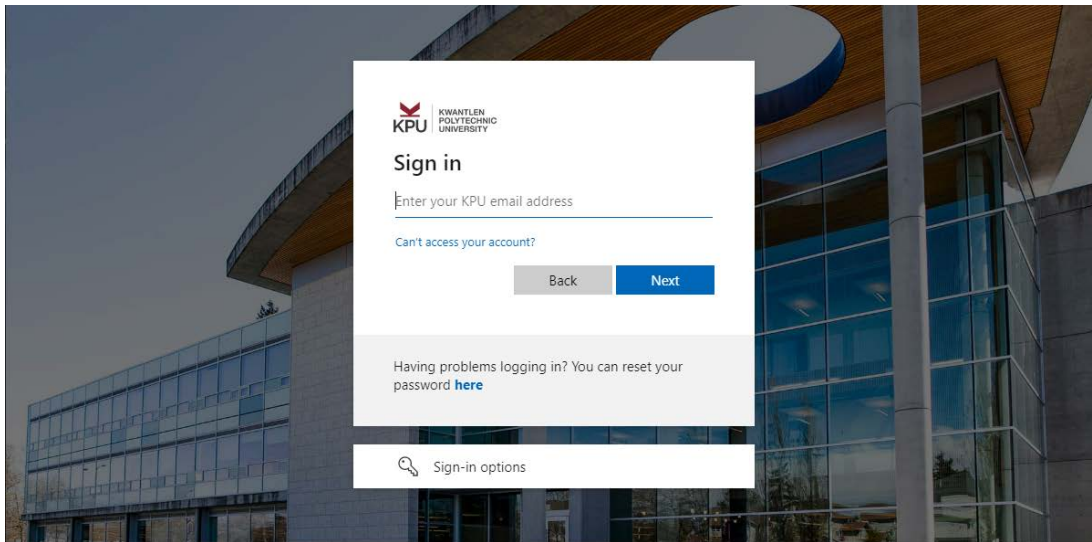 KPU
KWANTLEN
POLYTECHNIC
UNIVERSITY
Sign in
Enter your KPU email address
Can't access your account?
Back
Next
Having problems logging in? You can reset your
password here
Sign-in options